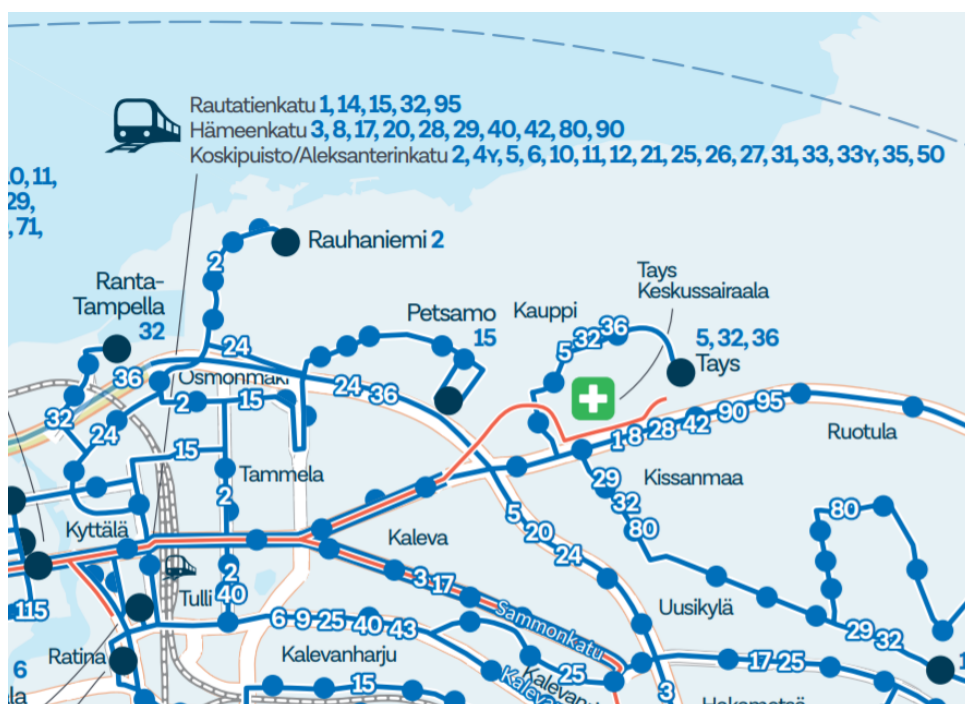 Rautatienkatu 1, 14, 15, 32, 95
Hämeenkatu 3, 8, 17, 20, 28, 29, 40, 42, 80, 90
Koskipuisto/Aleksanterinkatu 2, 4Y, 5, 6, 10, 11, 12, 21, 25, 26, 27, 31, 33, 33Y, 35, 50
0, 11,
29,
, 71,
Rauhaniemi 2
2
Ranta-
Tampella
32
Petsamo
15
Kauppi
Tays
Keskussairaala
5, 32, 36
Tays
5 32 36
24
36
Osmonmäki
2
15
24 36
32
24
1 8 28 42 90 95
Ruotula
15
Tammela
2
29
32
80
Kissanmaa
80
Kyttälä
Kaleva
5
20
24
3 17
Sammonkatu
2
40
Tulli
115
Uusikylä
6 9 25 40 43
Kalevanharju
29 32
Ratina
6
la
15
25
17 25
3
1